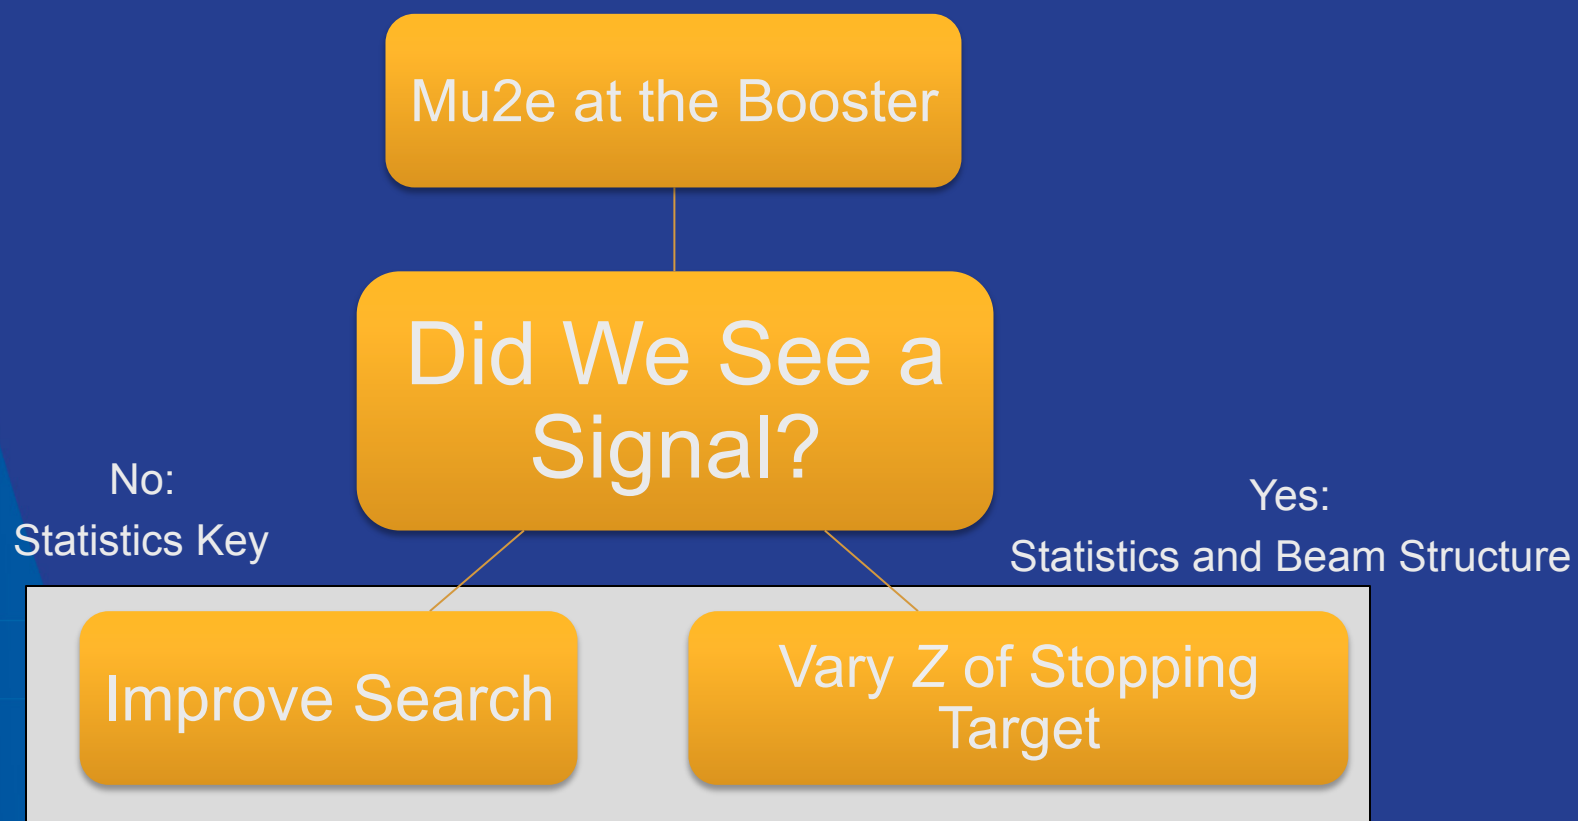 Mu2e at the Booster
Did We See a
Signal?
No:
Statistics Key
Yes:
Statistics and Beam Structure
Improve Search
Vary Z of Stopping
Target